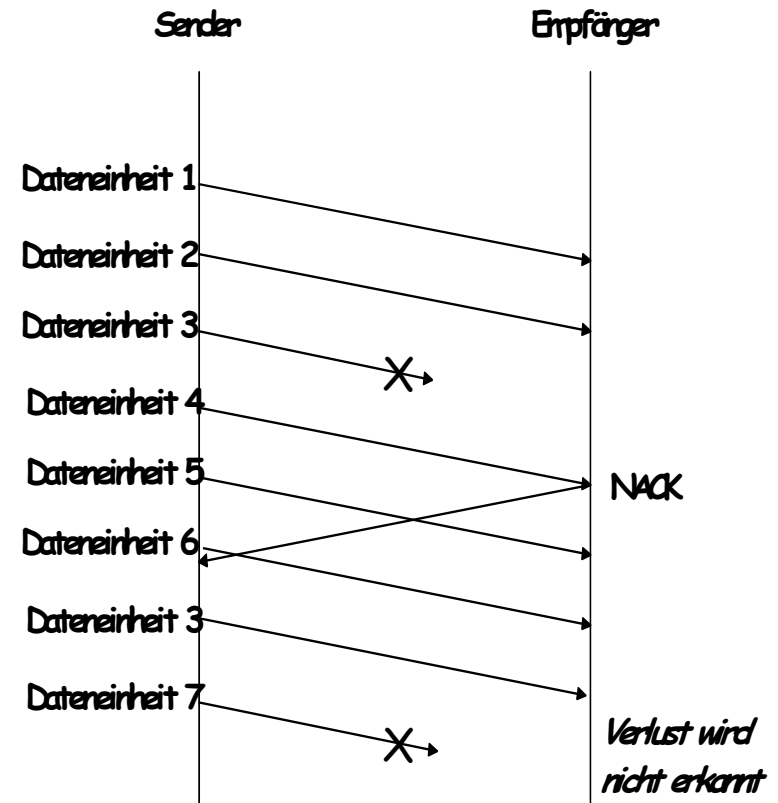 Sender
Empfänger
Dateneinheit 1
Dateneinheit 2
Dateneinheit 3
Dateneinheit 4
Dateneinheit 5
NACK
Dateneinheit 6
Dateneinheit 3
Dateneinheit 7
Verlust wird
nicht erkannt